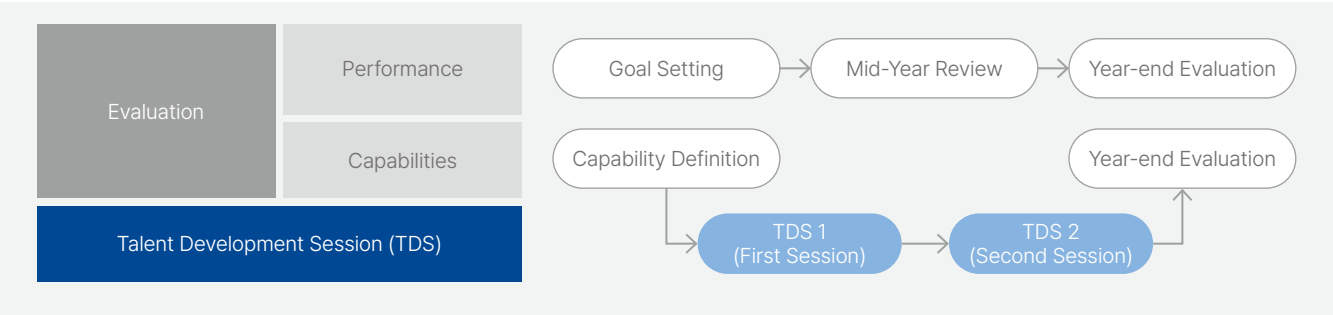 Evaluation
Performance
Goal Setting
Mid-Year Review
Year-end Evaluation
Capabilities
Capability Definition
Year-end Evaluation
Talent Development Session (TDS)
TDS 1
(First Session)
TDS 2
(Second Session)